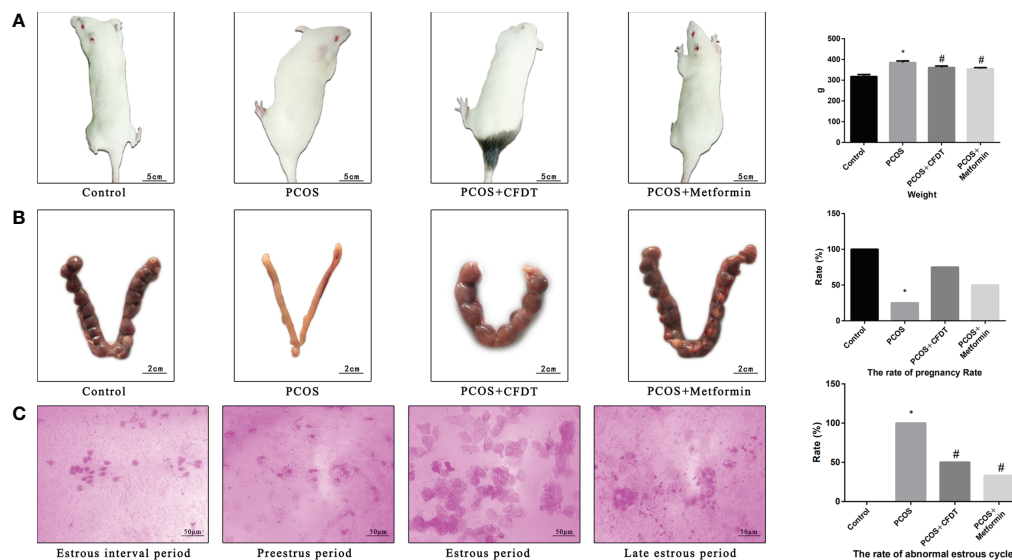 A
5cm
5cm
5cm
5cm
Control
PCOS
PCOS+CFDT
PCOS+Metformin
g
500
400
300
200
100
0
*
#
#
Control
PCOS
PCOS+CFDT
PCOS+
Metformin
Weight
B
2cm
2cm
2cm
2cm
Control
PCOS
PCOS+CFDT
PCOS+Metformin
Rate (%)
150
100
50
0
*
Control
PCOS
PCOS+CFDT
PCOS+
Metformin
The rate of pregnancy Rate
C
50μm
50μm
50μm
50μm
Estrous interval period
Preestrus period
Estrous period
Late estrous period
Rate (%)
150
100
50
0
*
#
#
Control
PCOS
PCOS+CFDT
PCOS+
Metformin
The rate of abnormal estrous cycle